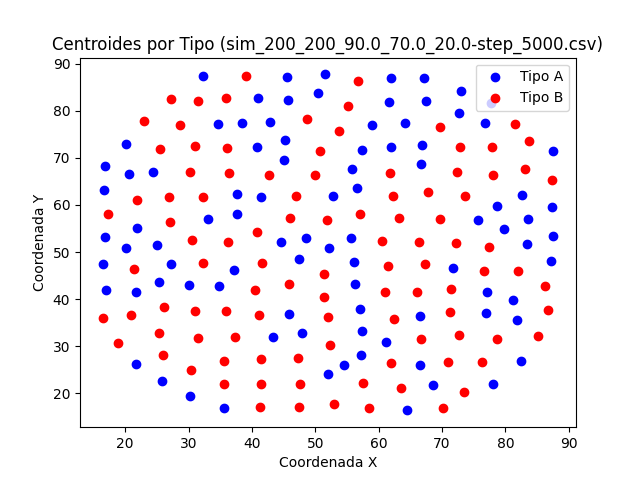 Centroides por Tipo (sim_200_200_90.0_70.0_20.0-step_5000.csv)
Tipo A
Tipo B
90
80
70
60
50
40
30
20
Coordenada Y
20 30 40 50 60 70 80 90
Coordenada X